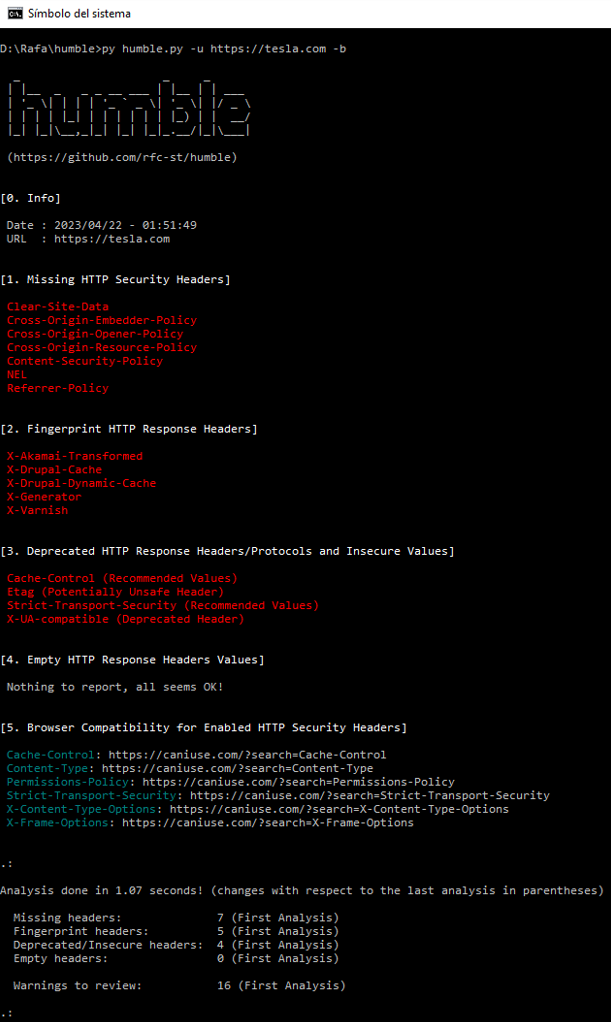 Símbolo del sistema
D:\Rafa\humble>py humble.py -u https://tesla.com -b
humble
(https://github.com/rfc-st/humble)
[0. Info]
Date : 2023/04/22 - 01:51:49
URL  : https://tesla.com
[1. Missing HTTP Security Headers]
Clear-Site-Data
Cross-Origin-Embedder-Policy
Cross-Origin-Opener-Policy
Cross-Origin-Resource-Policy
Content-Security-Policy
NEL
Referrer-Policy
[2. Fingerprint HTTP Response Headers]
X-Akamai-Transformed
X-Drupal-Cache
X-Drupal-Dynamic-Cache
X-Generator
X-Varnish
[3. Deprecated HTTP Response Headers/Protocols and Insecure Values]
Cache-Control (Recommended Values)
Etag (Potentially Unsafe Header)
Strict-Transport-Security (Recommended Values)
X-UA-compatible (Deprecated Header)
[4. Empty HTTP Response Headers Values]
Nothing to report, all seems OK!
[5. Browser Compatibility for Enabled HTTP Security Headers]
Cache-Control: https://caniuse.com/?search=Cache-Control
Content-Type: https://caniuse.com/?search=Content-Type
Permissions-Policy: https://caniuse.com/?search=Permissions-Policy
Strict-Transport-Security: https://caniuse.com/?search=Strict-Transport-Security
X-Content-Type-Options: https://caniuse.com/?search=X-Content-Type-Options
X-Frame-Options: https://caniuse.com/?search=X-Frame-Options
.:
Analysis done in 1.07 seconds! (changes with respect to the last analysis in parentheses)
Missing headers: 7 (First Analysis)
Fingerprint headers: 5 (First Analysis)
Deprecated/Insecure headers: 4 (First Analysis)
Empty headers: 0 (First Analysis)
Warnings to review: 16 (First Analysis)
.: